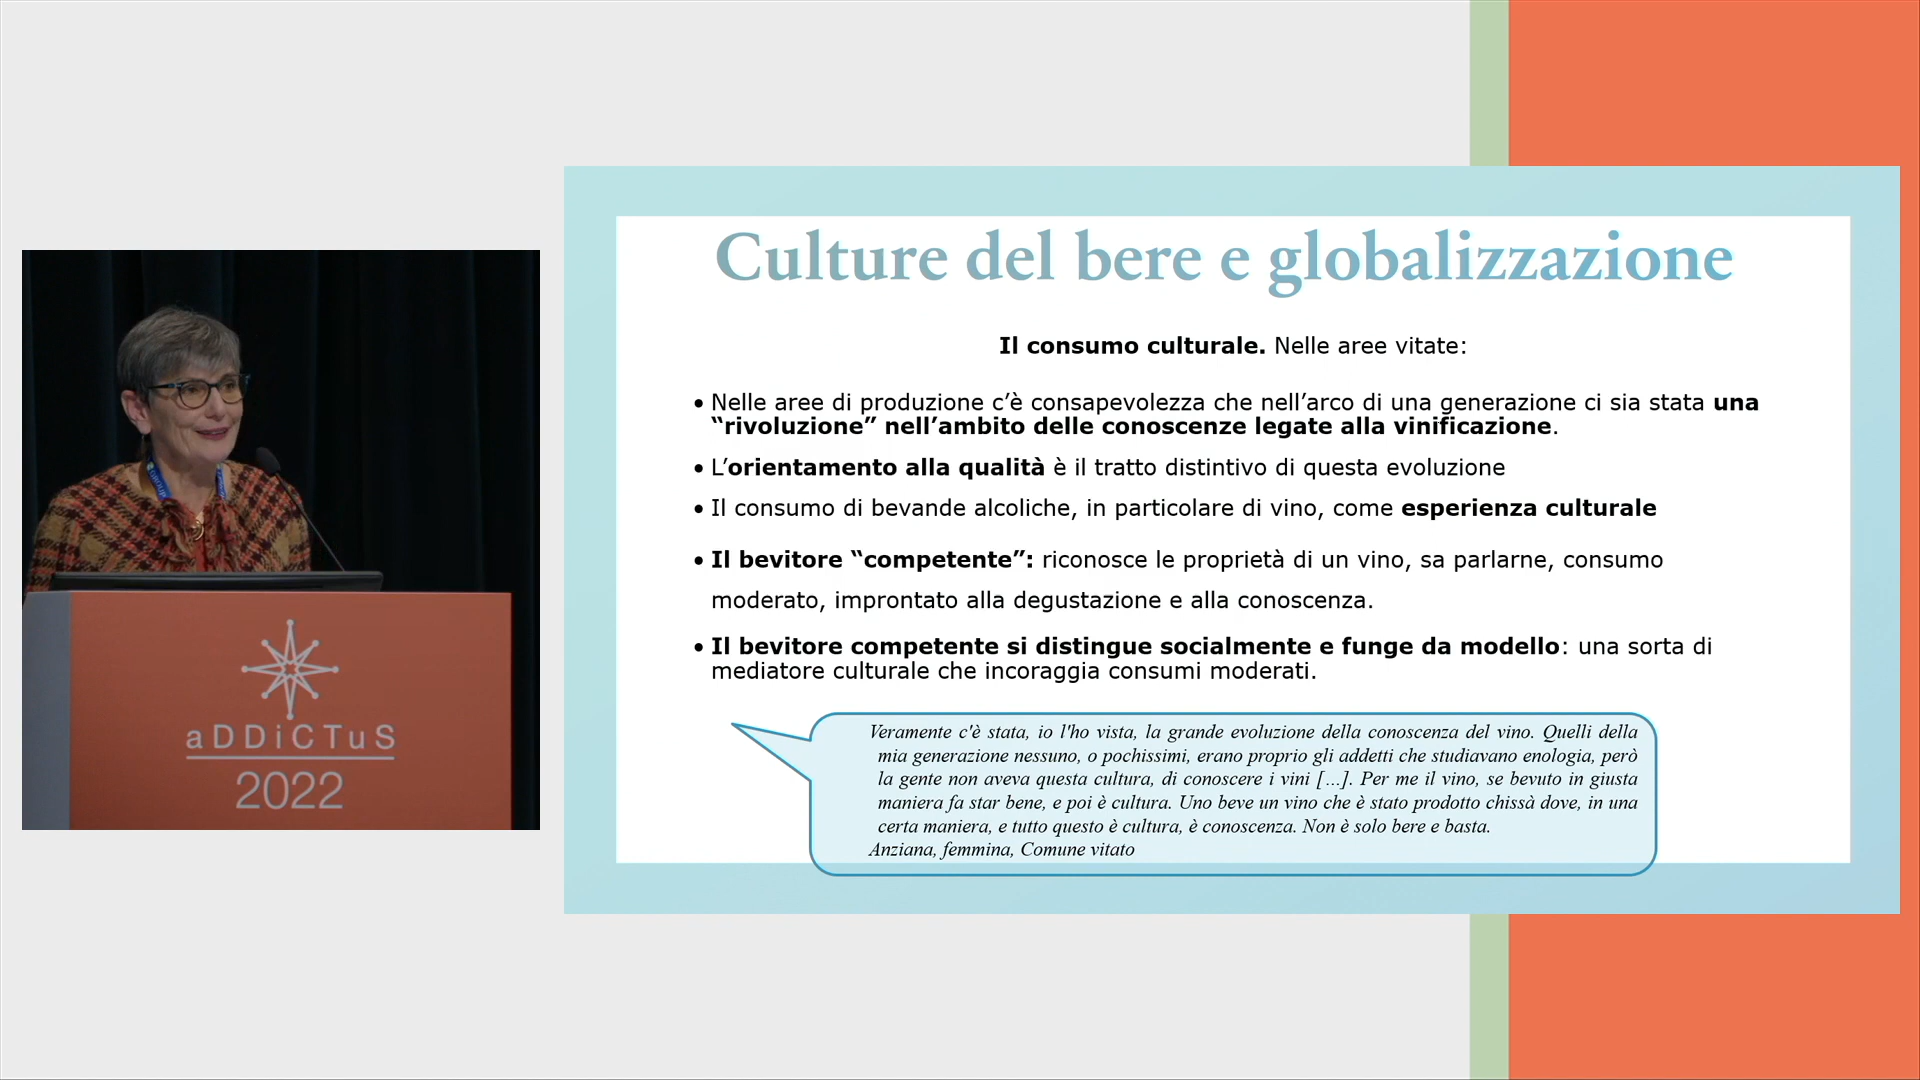 Culture del bere e globalizzazione
Il consumo culturale. Nelle aree vitate:
• Nelle aree di produzione c’è consapevolezza che nell’arco di una generazione ci sia stata una
“rivoluzione” nell’ambito delle conoscenze legate alla vinificazione.
• L’orientamento alla qualità è il tratto distintivo di questa evoluzione
• Il consumo di bevande alcoliche, in particolare di vino, come esperienza culturale
• Il bevitore “competente”: riconosce le proprietà di un vino, sa parlarne, consumo
moderato, improntato alla degustazione e alla conoscenza.
• Il bevitore competente si distingue socialmente e funge da modello: una sorta di
mediatore culturale che incoraggia consumi moderati.
Veramente c'è stata, io l'ho vista, la grande evoluzione della conoscenza del vino. Quelli della
mia generazione nessuno, o pochissimi, erano proprio gli addetti che studiavano enologia, però
la gente non aveva questa cultura, di conoscere i vini […]. Per me il vino, se bevuto in giusta
maniera fa star bene, e poi è cultura. Uno beve un vino che è stato prodotto chissà dove, in una
certa maniera, e tutto questo è cultura, è conoscenza. Non è solo bere e basta.
Anziana, femmina, Comune vitato
aDDiCTuS
2022